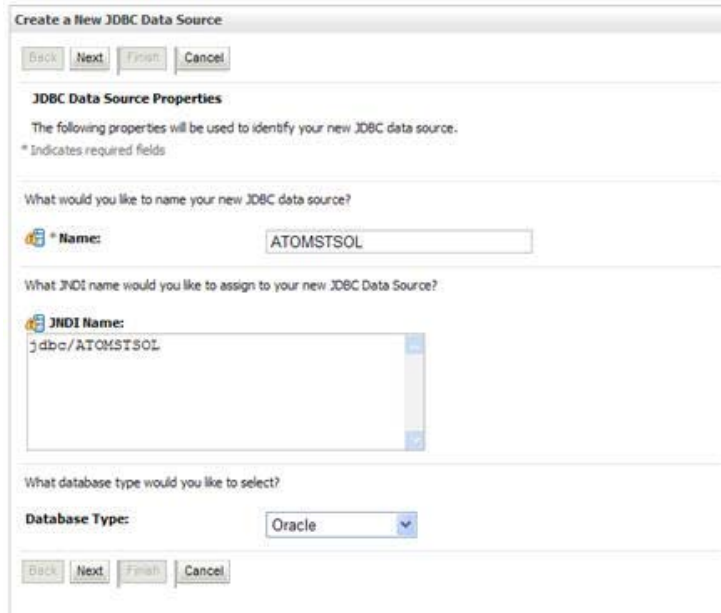 Create a New JDBC Data Source
Back Next Finish Cancel
JDBC Data Source Properties
The following properties will be used to identify your new JDBC data source.
* Indicates required fields
What would you like to name your new JDBC data source?
* Name: ATOMSTSOL
What JNDI name would you like to assign to your new JDBC Data Source?
JNDI Name:
jdbc/ATOMSTSOL
What database type would you like to select?
Database Type: Oracle
Back Next Finish Cancel